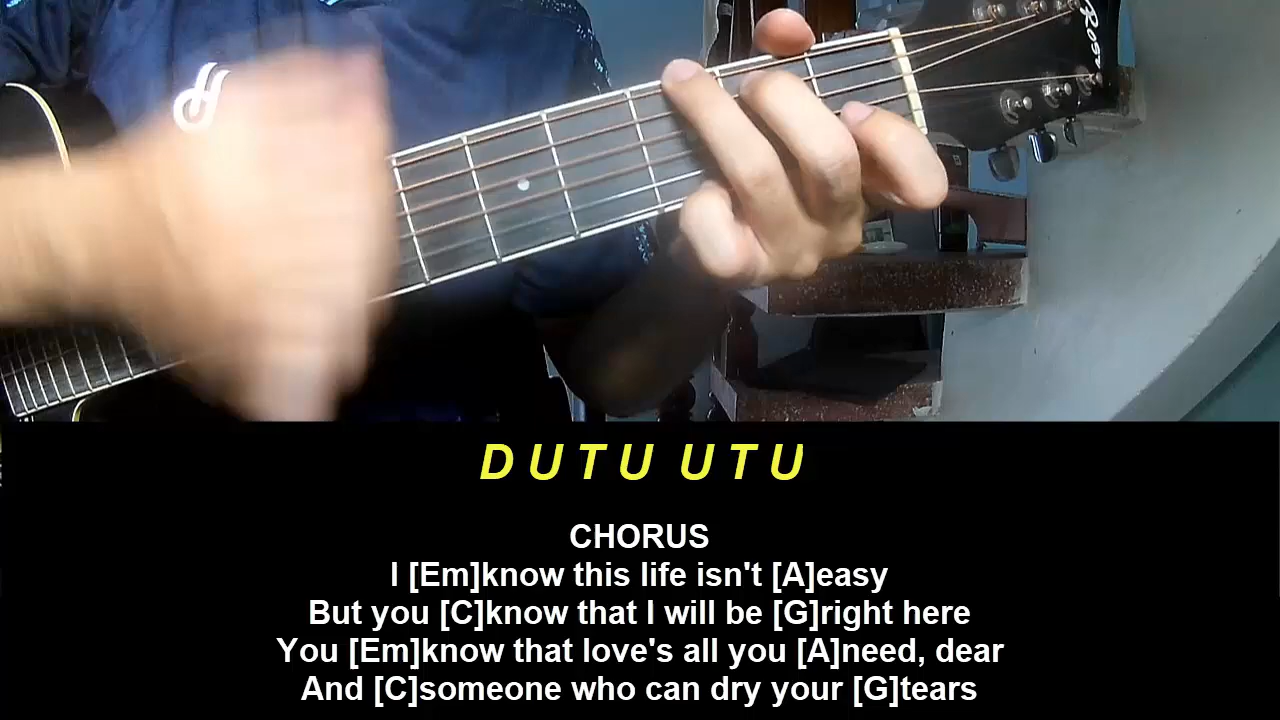 D U T U U T U
CHORUS
I [Em]know this life isn't [A]easy
But you [C]know that I will be [G]right here
You [Em]know that love's all you [A]need, dear
And [C]someone who can dry your [G]tears